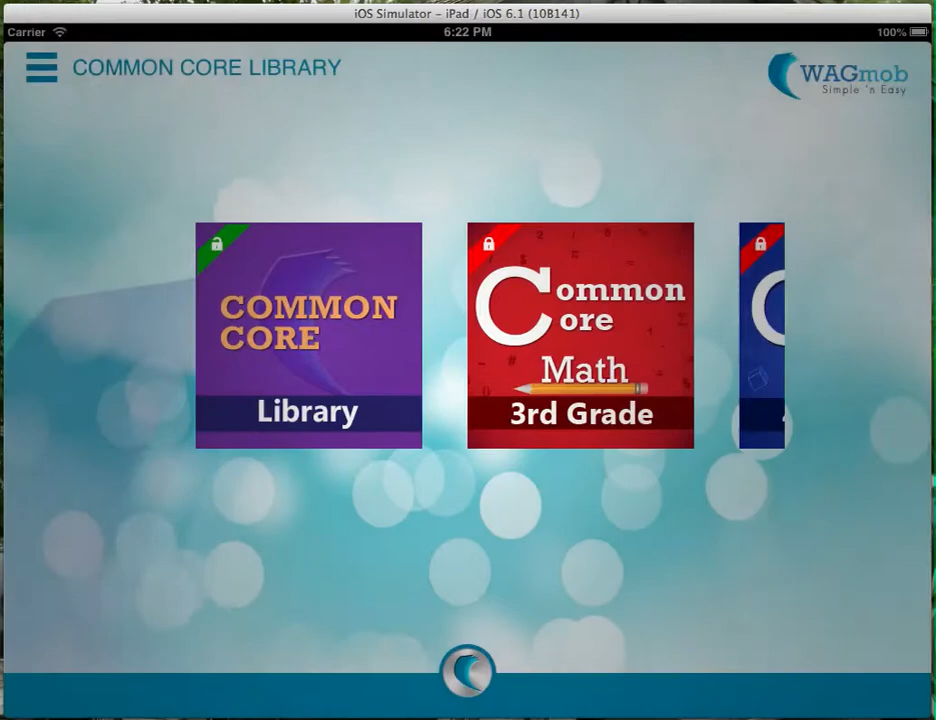 iOS Simulator - iPad / iOS 6.1 (10B141)
Carrier 6:22 PM 100%
COMMON CORE LIBRARY
WAGmob
Simple 'n Easy
COMMON
CORE
Library
Common
Core
Math
3rd Grade